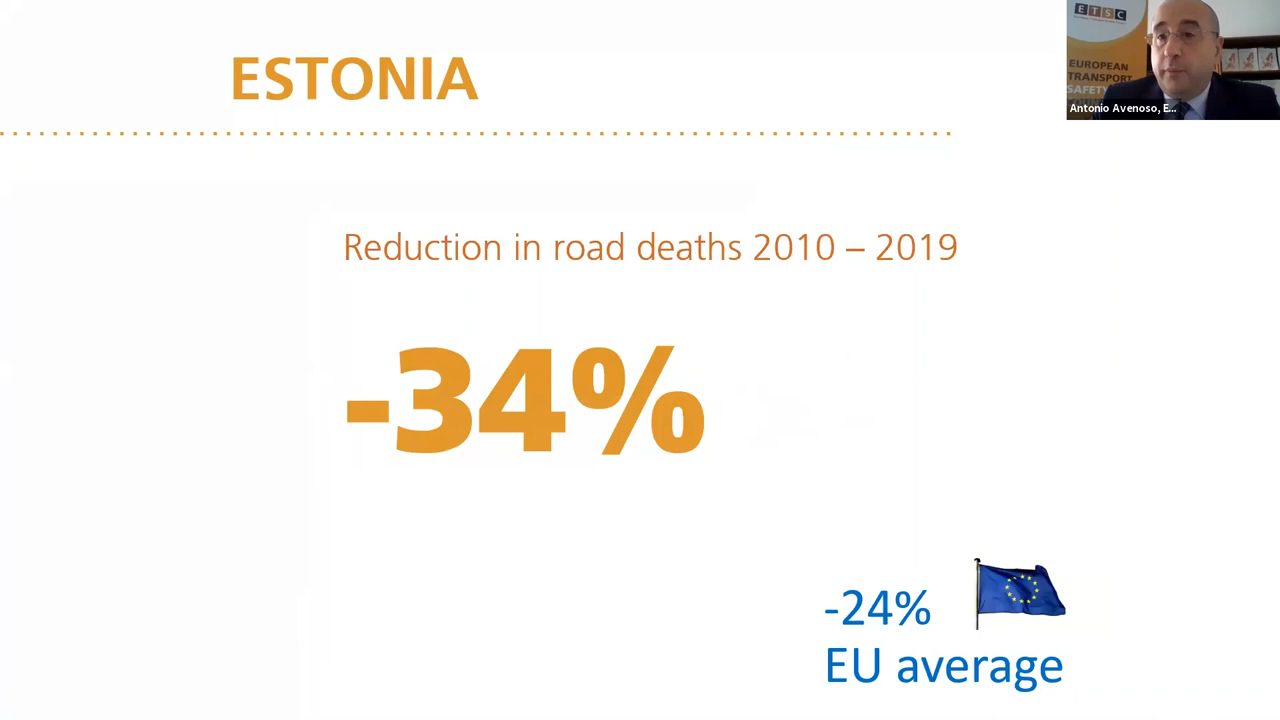 ESTONIA
Reduction in road deaths 2010 – 2019
-34%
-24%
EU average
ETSC
EUROPEAN
TRANSPORT
SAFETY
Antonio Avenoso, E...